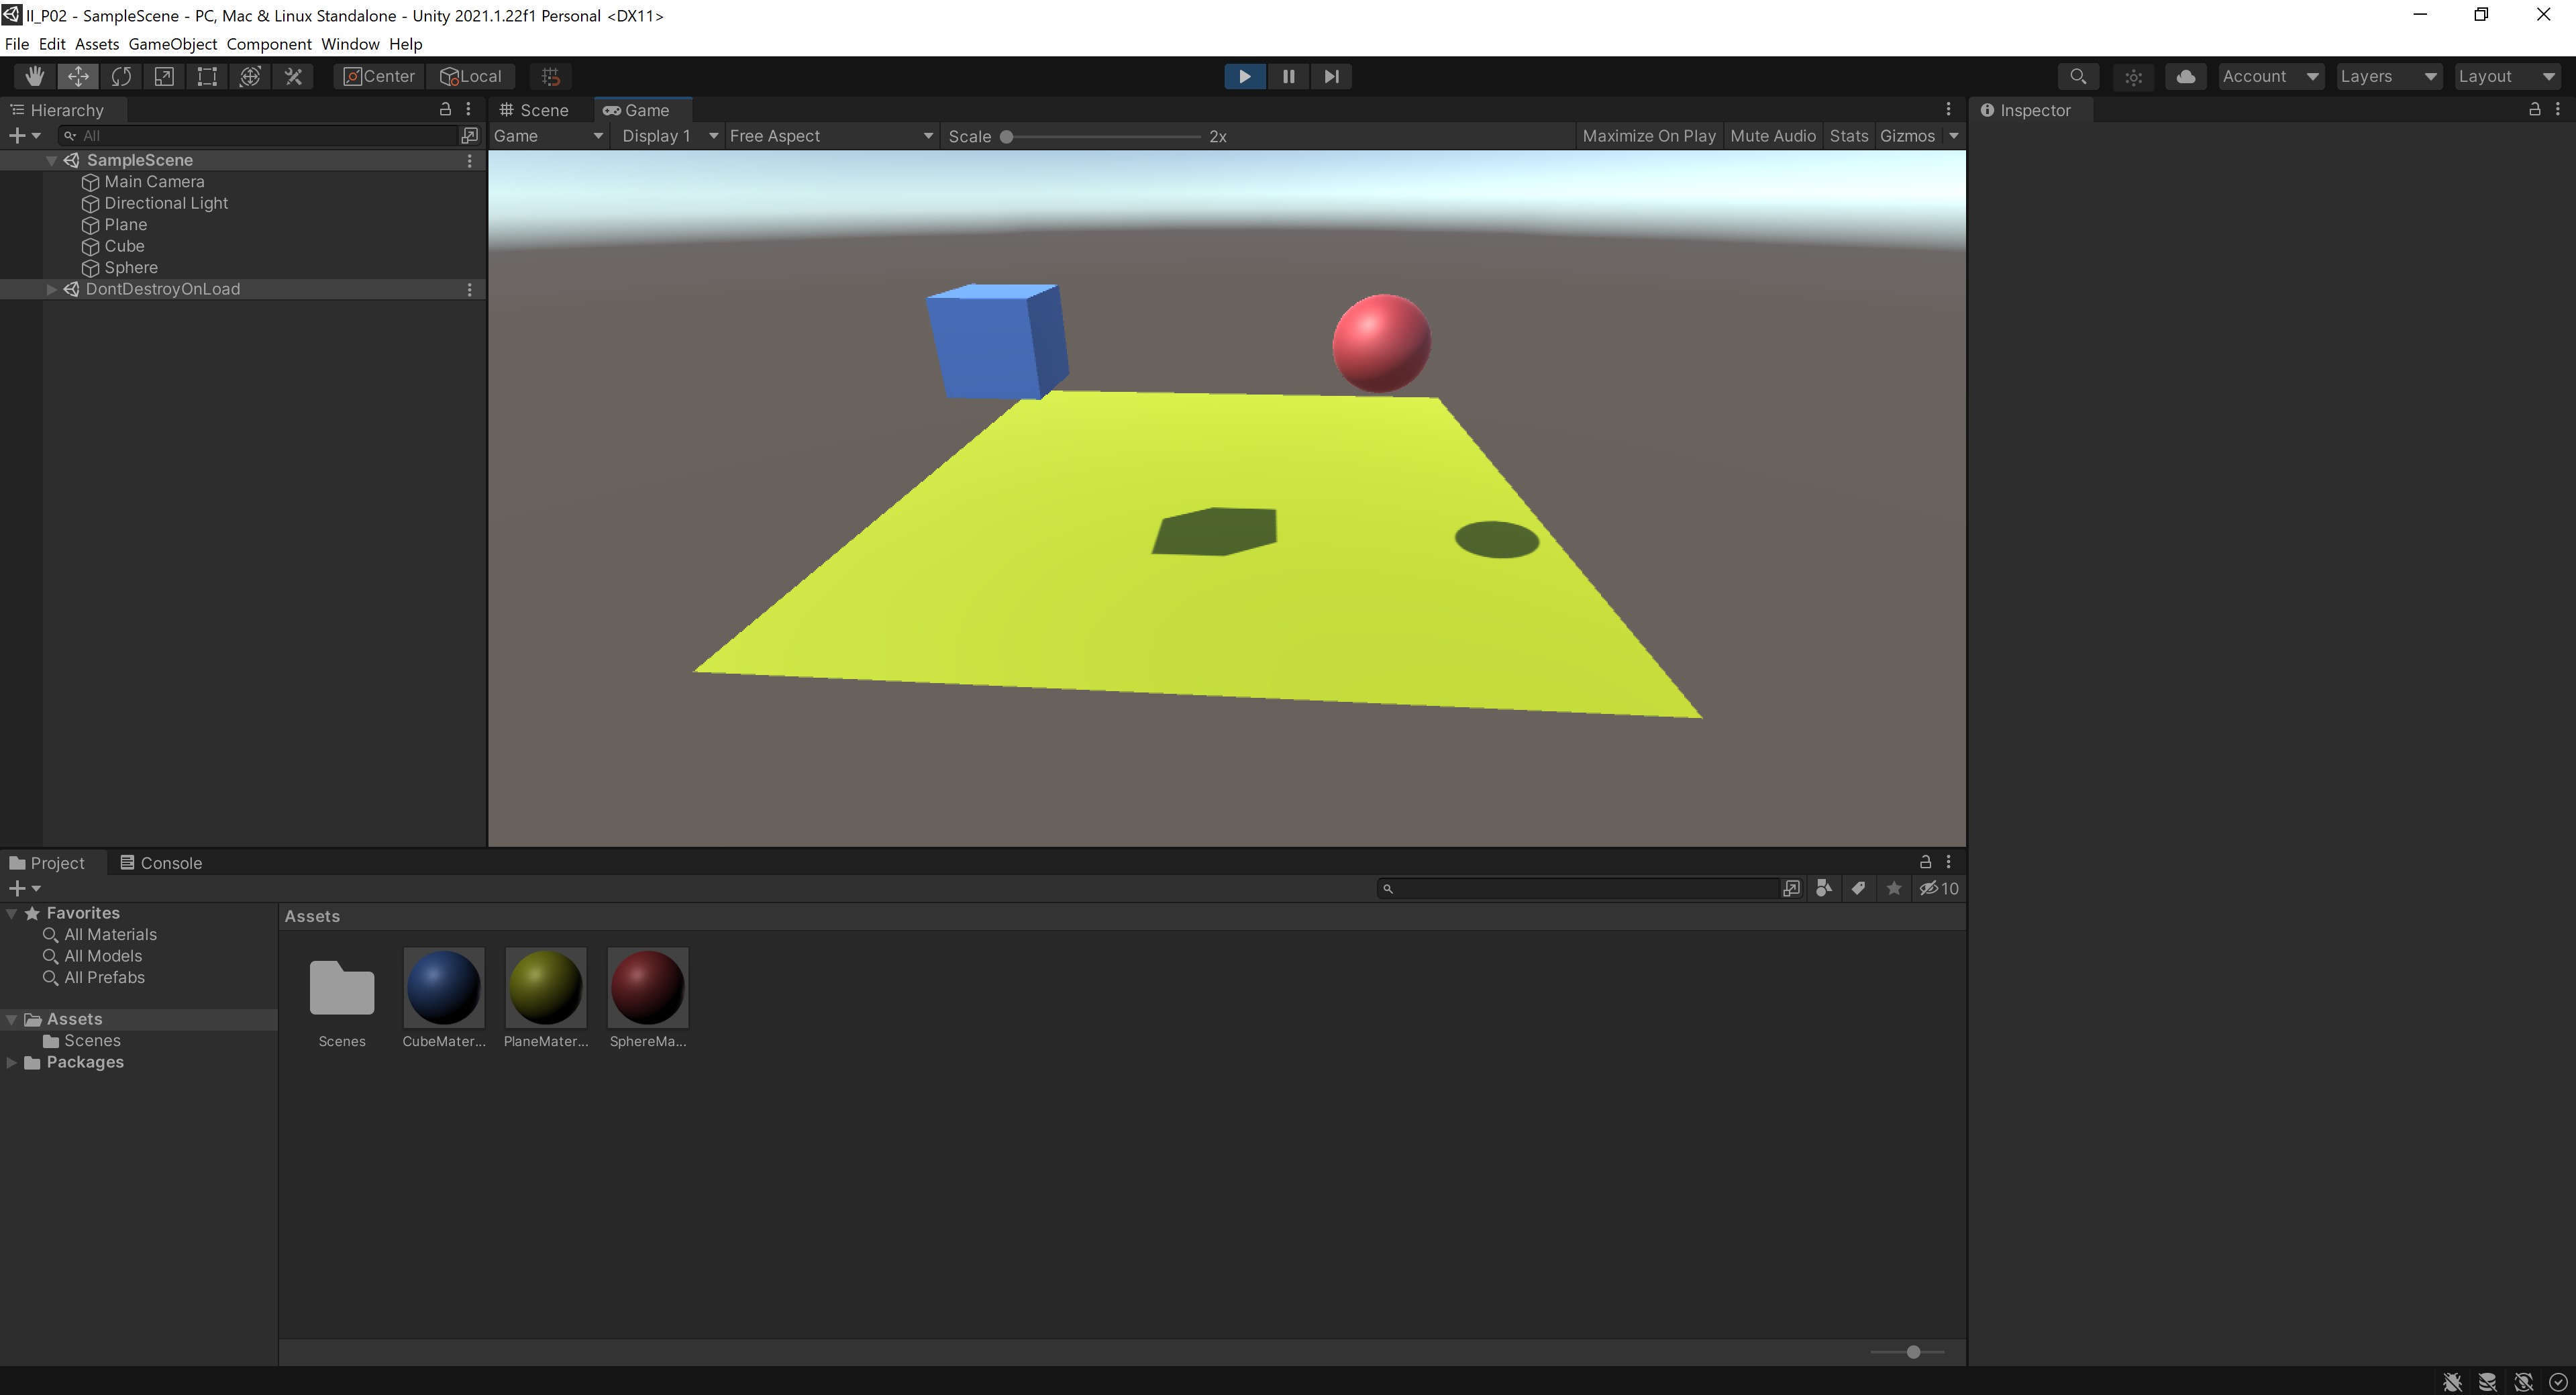 II_P02 - SampleScene - PC, Mac & Linux Standalone - Unity 2021.1.22f1 Personal <DX11>
File Edit Assets GameObject Component Window Help
Center Local Account Layers Layout
Hierarchy
All
SampleScene
Main Camera
Directional Light
Plane
Cube
Sphere
DontDestroyOnLoad
Scene Game
Game Display 1 Free Aspect Scale 2x Maximize On Play Mute Audio Stats Gizmos
Inspector
Project Console
10
Favorites
All Materials
All Models
All Prefabs
Assets
Scenes
Packages
Assets
Scenes CubeMater... PlaneMater... SphereMa...